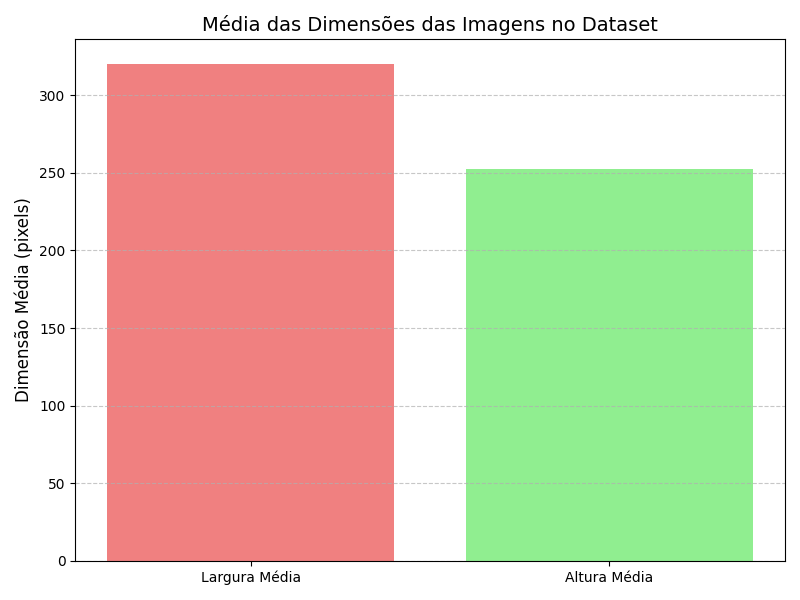 Média das Dimensões das Imagens no Dataset
Dimensão Média (pixels)
300
250
200
150
100
50
0
Largura Média
Altura Média